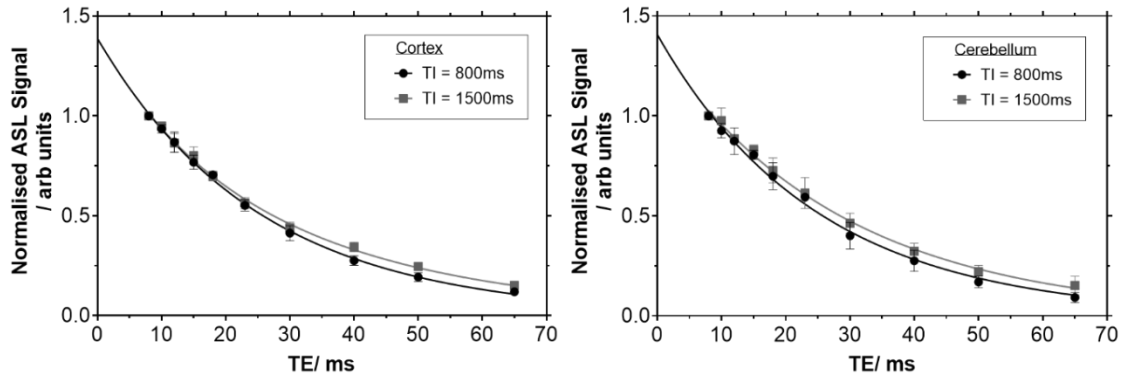 1.5
1.0
0.5
0.0
Normalised ASL Signal
/ arb units
0 10 20 30 40 50 60 70
TE/ ms
Cortex
TI = 800ms
TI = 1500ms
1.5
1.0
0.5
0.0
Normalised ASL Signal
/ arb units
0 10 20 30 40 50 60 70
TE/ ms
Cerebellum
TI = 800ms
TI = 1500ms